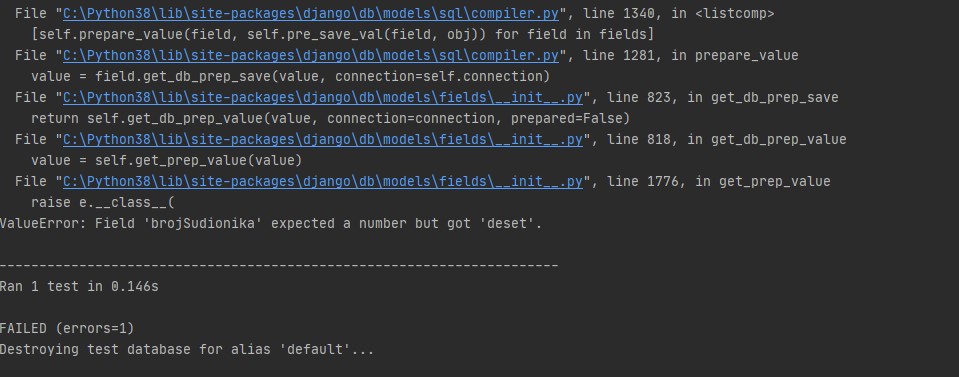 File "C:\Python38\lib\site-packages\django\db\models\sql\compiler.py", line 1340, in <listcomp>
[self.prepare_value(field, self.pre_save_val(field, obj)) for field in fields]
File "C:\Python38\lib\site-packages\django\db\models\sql\compiler.py", line 1281, in prepare_value
value = field.get_db_prep_save(value, connection=self.connection)
File "C:\Python38\lib\site-packages\django\db\models\fields\__init__.py", line 823, in get_db_prep_save
return self.get_db_prep_value(value, connection=connection, prepared=False)
File "C:\Python38\lib\site-packages\django\db\models\fields\__init__.py", line 818, in get_db_prep_value
value = self.get_prep_value(value)
File "C:\Python38\lib\site-packages\django\db\models\fields\__init__.py", line 1776, in get_prep_value
raise e.__class__(
ValueError: Field 'brojSudionika' expected a number but got 'deset'.
----------------------------------------------------------------------
Ran 1 test in 0.146s
FAILED (errors=1)
Destroying test database for alias 'default'...